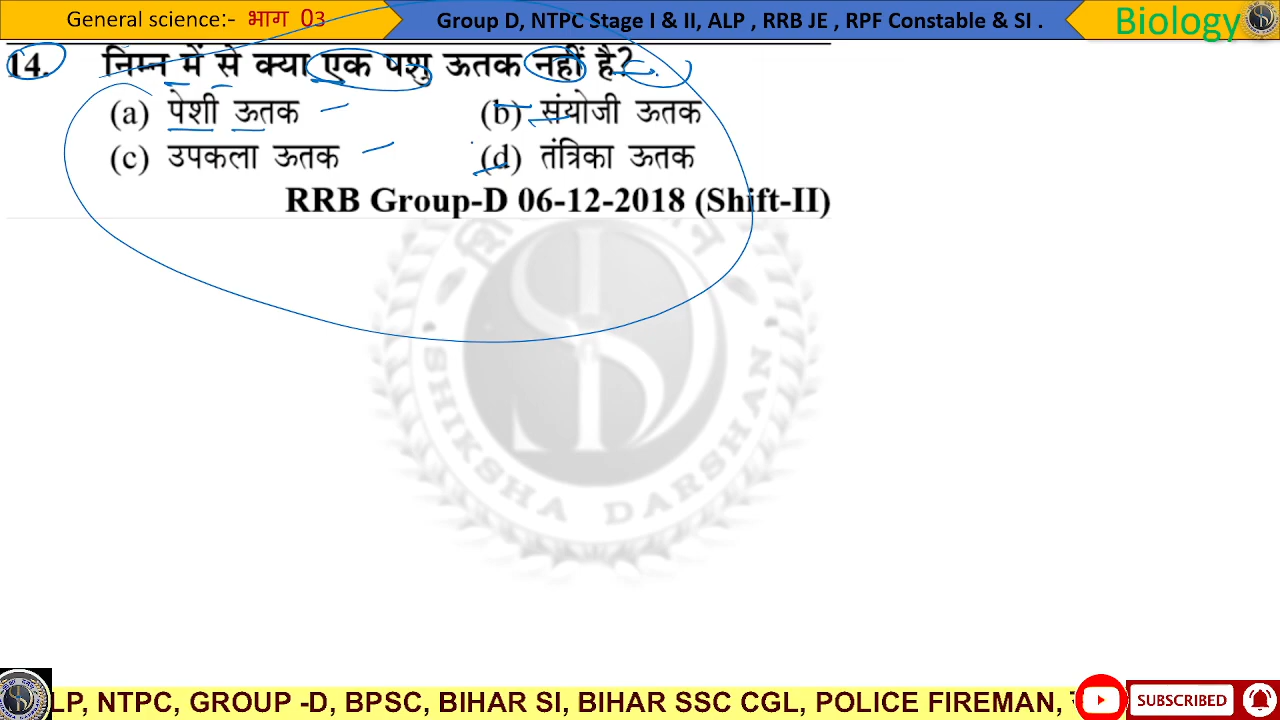 General science:- भाग 03
Group D, NTPC Stage I & II, ALP , RRB JE , RPF Constable & SI .
Biology
14. निम्न में से क्या एक पशु ऊतक नहीं है?
(a) पेशी ऊतक (b) संयोजी ऊतक
(c) उपकला ऊतक (d) तंत्रिका ऊतक
RRB Group-D 06-12-2018 (Shift-II)
SHIKSHA DARSHAN
LP, NTPC, GROUP -D, BPSC, BIHAR SI, BIHAR SSC CGL, POLICE FIREMAN,
SUBSCRIBED